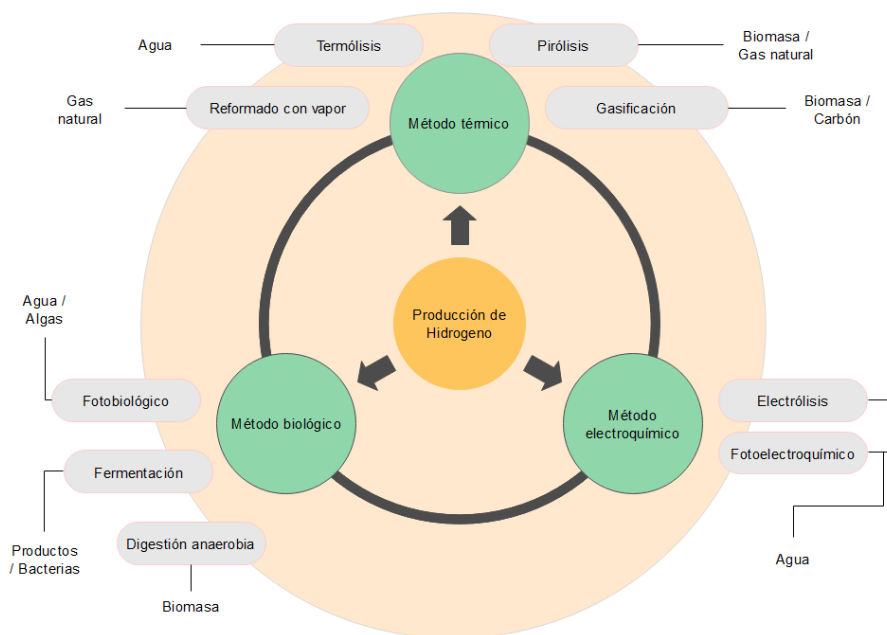 Agua
Termólisis
Pirólisis
Biomasa /
Gas natural
Gas
natural
Reformado con vapor
Método térmico
Gasificación
Biomasa /
Carbón
Producción de
Hidrogeno
Agua /
Algas
Fotobiológico
Método biológico
Fermentación
Productos
/ Bacterias
Digestión anaerobia
Biomasa
Método
electroquímico
Electrólisis
Fotoelectroquímico
Agua